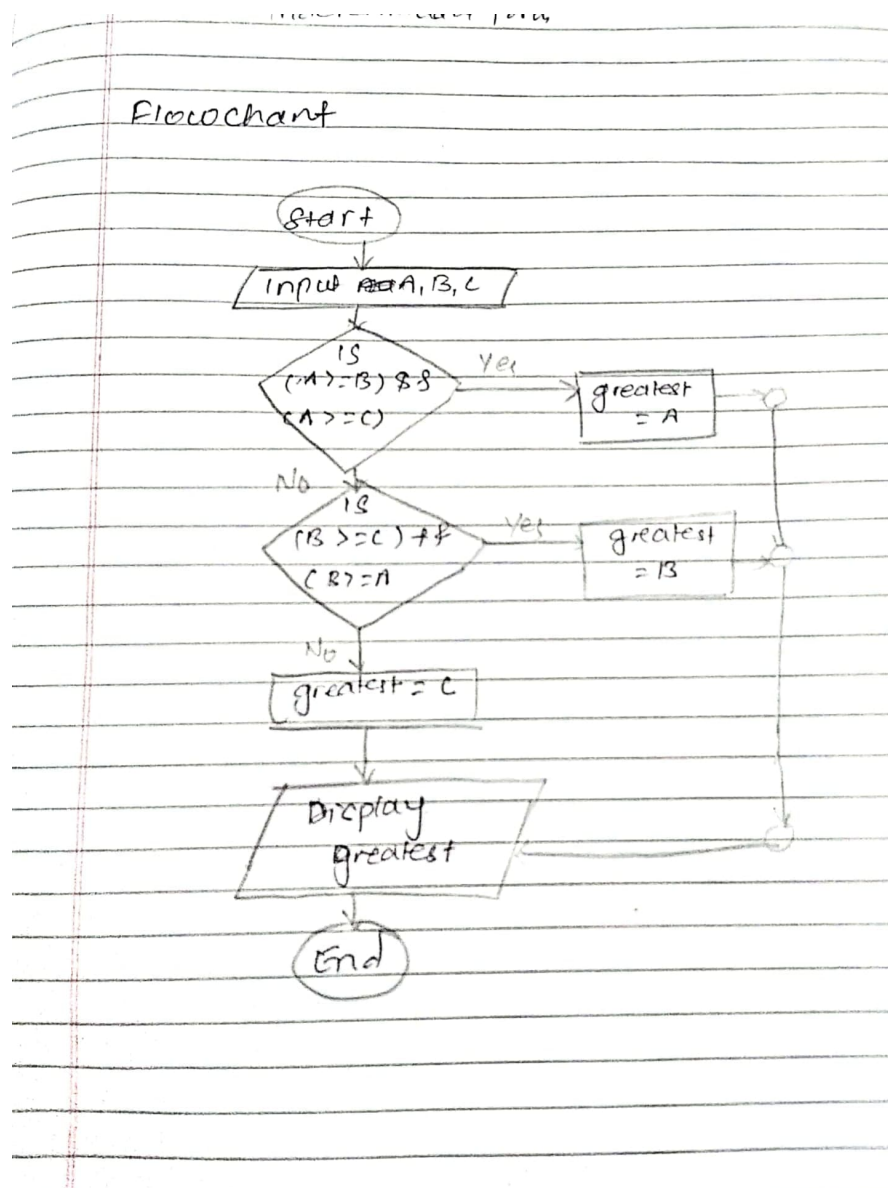 Flowchart
Start
Input A, B, C
IS
(A>=B) &&
(A>=C)
Yes
greatest
= A
No
IS
(B>=C) &&
(B>=A
Yes
greatest
= B
No
greatest = C
Display
greatest
End